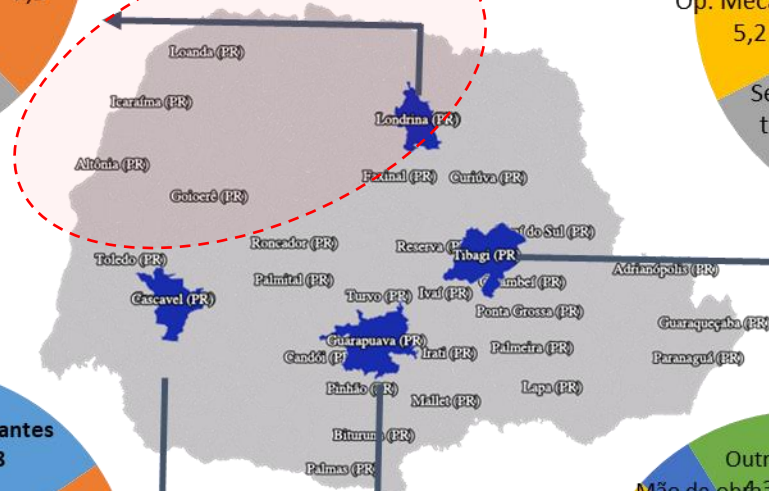 Op. Mecâ
5,2
Se
t
Loanda (PR)
Icaraíma (PR)
Londrina (PR)
Altônia (PR)
Faxinal (PR)
Curiúva (PR)
Goioerê (PR)
Roncador (PR)
Reserva (P
í do Sul (PR)
Toledo (PR)
Tibagi (PR)
Adrianópolis (PR)
Palmital (PR)
Cascavel (PR)
Turvo (PR)
Ivaí (PR)
mbeí (PR)
Ponta Grossa (PR)
Guaraqueçaba (PR)
Guarapuava (PR)
Candói (P
Irati (PR)
Palmeira (PR)
Paranaguá (PR)
Pinhão (PR)
Mallet (PR)
Lapa (PR)
antes
3
Bituruna (PR)
Palmas (PR)
Outr
Mão de obra